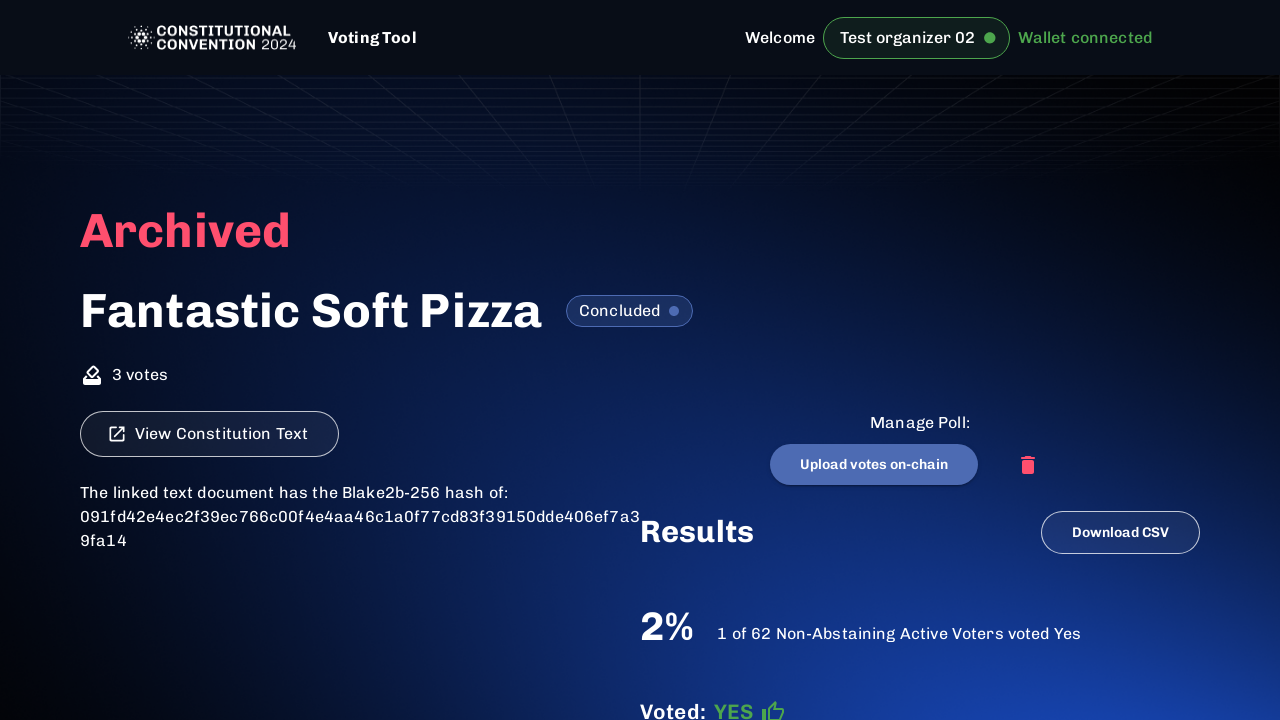 CONSTITUTIONAL
CONVENTION 2024
Voting Tool
Welcome Test organizer 02 Wallet connected
Archived
Fantastic Soft Pizza Concluded
3 votes
View Constitution Text
The linked text document has the Blake2b-256 hash of:
091fd42e4ec2f39ec766c00f4e4aa46c1a0f77cd83f39150dde406ef7a3
9fa14
Manage Poll:
Upload votes on-chain
Results
Download CSV
2% 1 of 62 Non-Abstaining Active Voters voted Yes
Voted: YES